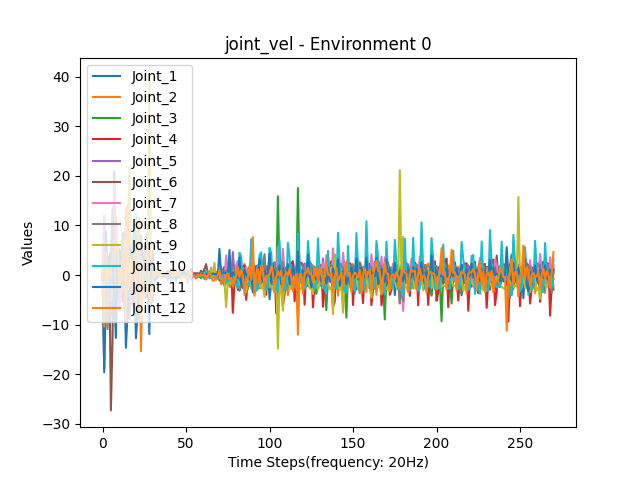 joint_vel - Environment 0
Values
40
30
20
10
0
−10
−20
−30
Joint_1
Joint_2
Joint_3
Joint_4
Joint_5
Joint_6
Joint_7
Joint_8
Joint_9
Joint_10
Joint_11
Joint_12
0 50 100 150 200 250
Time Steps(frequency: 20Hz)